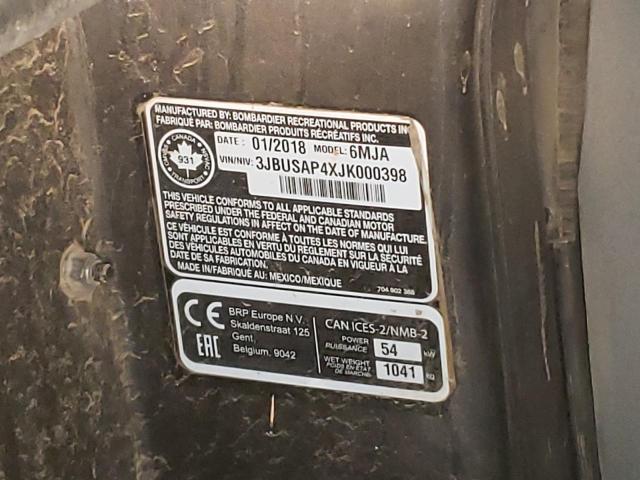 MANUFACTURED BY: BOMBARDIER RECREATIONAL PRODUCTS INC
FABRIQUÉ PAR: BOMBARDIER PRODUITS RÉCRÉATIFS INC.
DATE : 01/2018 MODEL: 6MJA
CANADA
931
TRANSPORT
VIN/NIV: 3JBUSAP4XJK000398
THIS VEHICLE CONFORMS TO ALL APPLICABLE STANDARDS
PRESCRIBED UNDER THE FEDERAL AND CANADIAN MOTOR
SAFETY REGULATIONS IN AFFECT ON THE DATE OF MANUFACTURE.
CE VÉHICULE EST CONFORME À TOUTES LES NORMES QUI LUI
SONT APPLICABLES EN VERTU DU RÈGLEMENT SUR LA SÉCURITÉ
DES VÉHICULES AUTOMOBILES DU CANADA EN VIGUEUR À LA
DATE DE SA FABRICATION.
MADE IN/FABRIQUÉ AU: MEXICO/MEXIQUE
704 902 388
CE
EAC
BRP Europe N.V.
Skaldenstraat 125
Gent,
Belgium, 9042
CAN ICES-2/NMB-2
POWER
PUISSANCE 54 kW
WET WEIGHT
POIDS EN ÉTAT
DE MARCHE 1041 kg